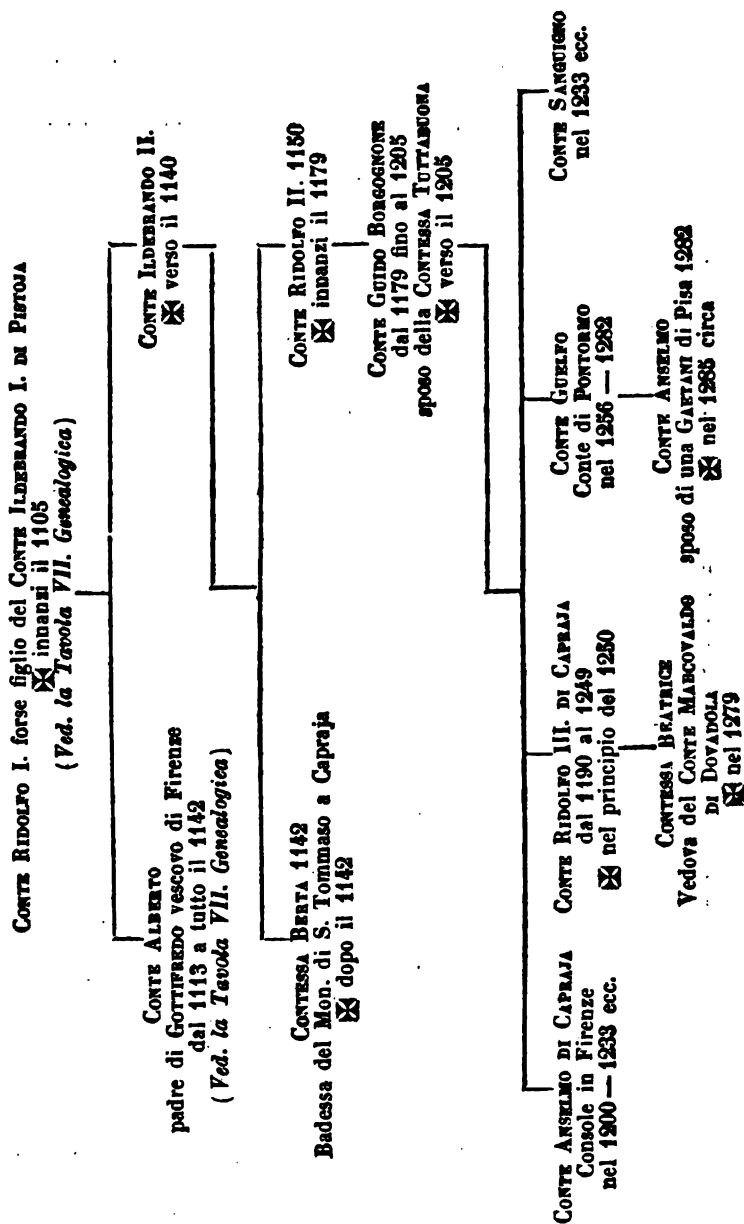 CONTE RIDOLFO I. forse figlio del CONTE ILDEBRANDO I. DI PISTOJA
✠ innanzi il 1105
(Ved. la Tavola VII. Genealogica)
CONTE ALBERTO
padre di GOTTIFREDO vescovo di Firenze
dal 1113 a tutto il 1142
(Ved. la Tavola VII. Genealogica)
CONTE ILDEBRANDO II.
✠ verso il 1140
CONTESSA BERTA 1142
Badessa del Mon. di S. Tommaso a Capraja
✠ dopo il 1142
CONTE RIDOLFO II. 1150
✠ innanzi il 1179
CONTE GUIDO BORGOGNONE
dal 1179 fino al 1205
sposo della CONTESSA TUTTABUONA
✠ verso il 1205
CONTE ANSELMO DI CAPRAJA
Console in Firenze
nel 1200—1233 ecc.
CONTE RIDOLFO III. DI CAPRAJA
dal 1190 al 1249
✠ nel principio del 1250
CONTE GUELFO
Conte di PONTORMO
nel 1256 — 1282
CONTE SANGUIGNO
nel 1233 ecc.
CONTESSA BEATRICE
Vedova del CONTE MARCOVALDO
DI DOVADOLA
✠ nel 1279
CONTE ANSELMO
sposo di una GAETANI di Pisa 1282
✠ nel 1285 circa